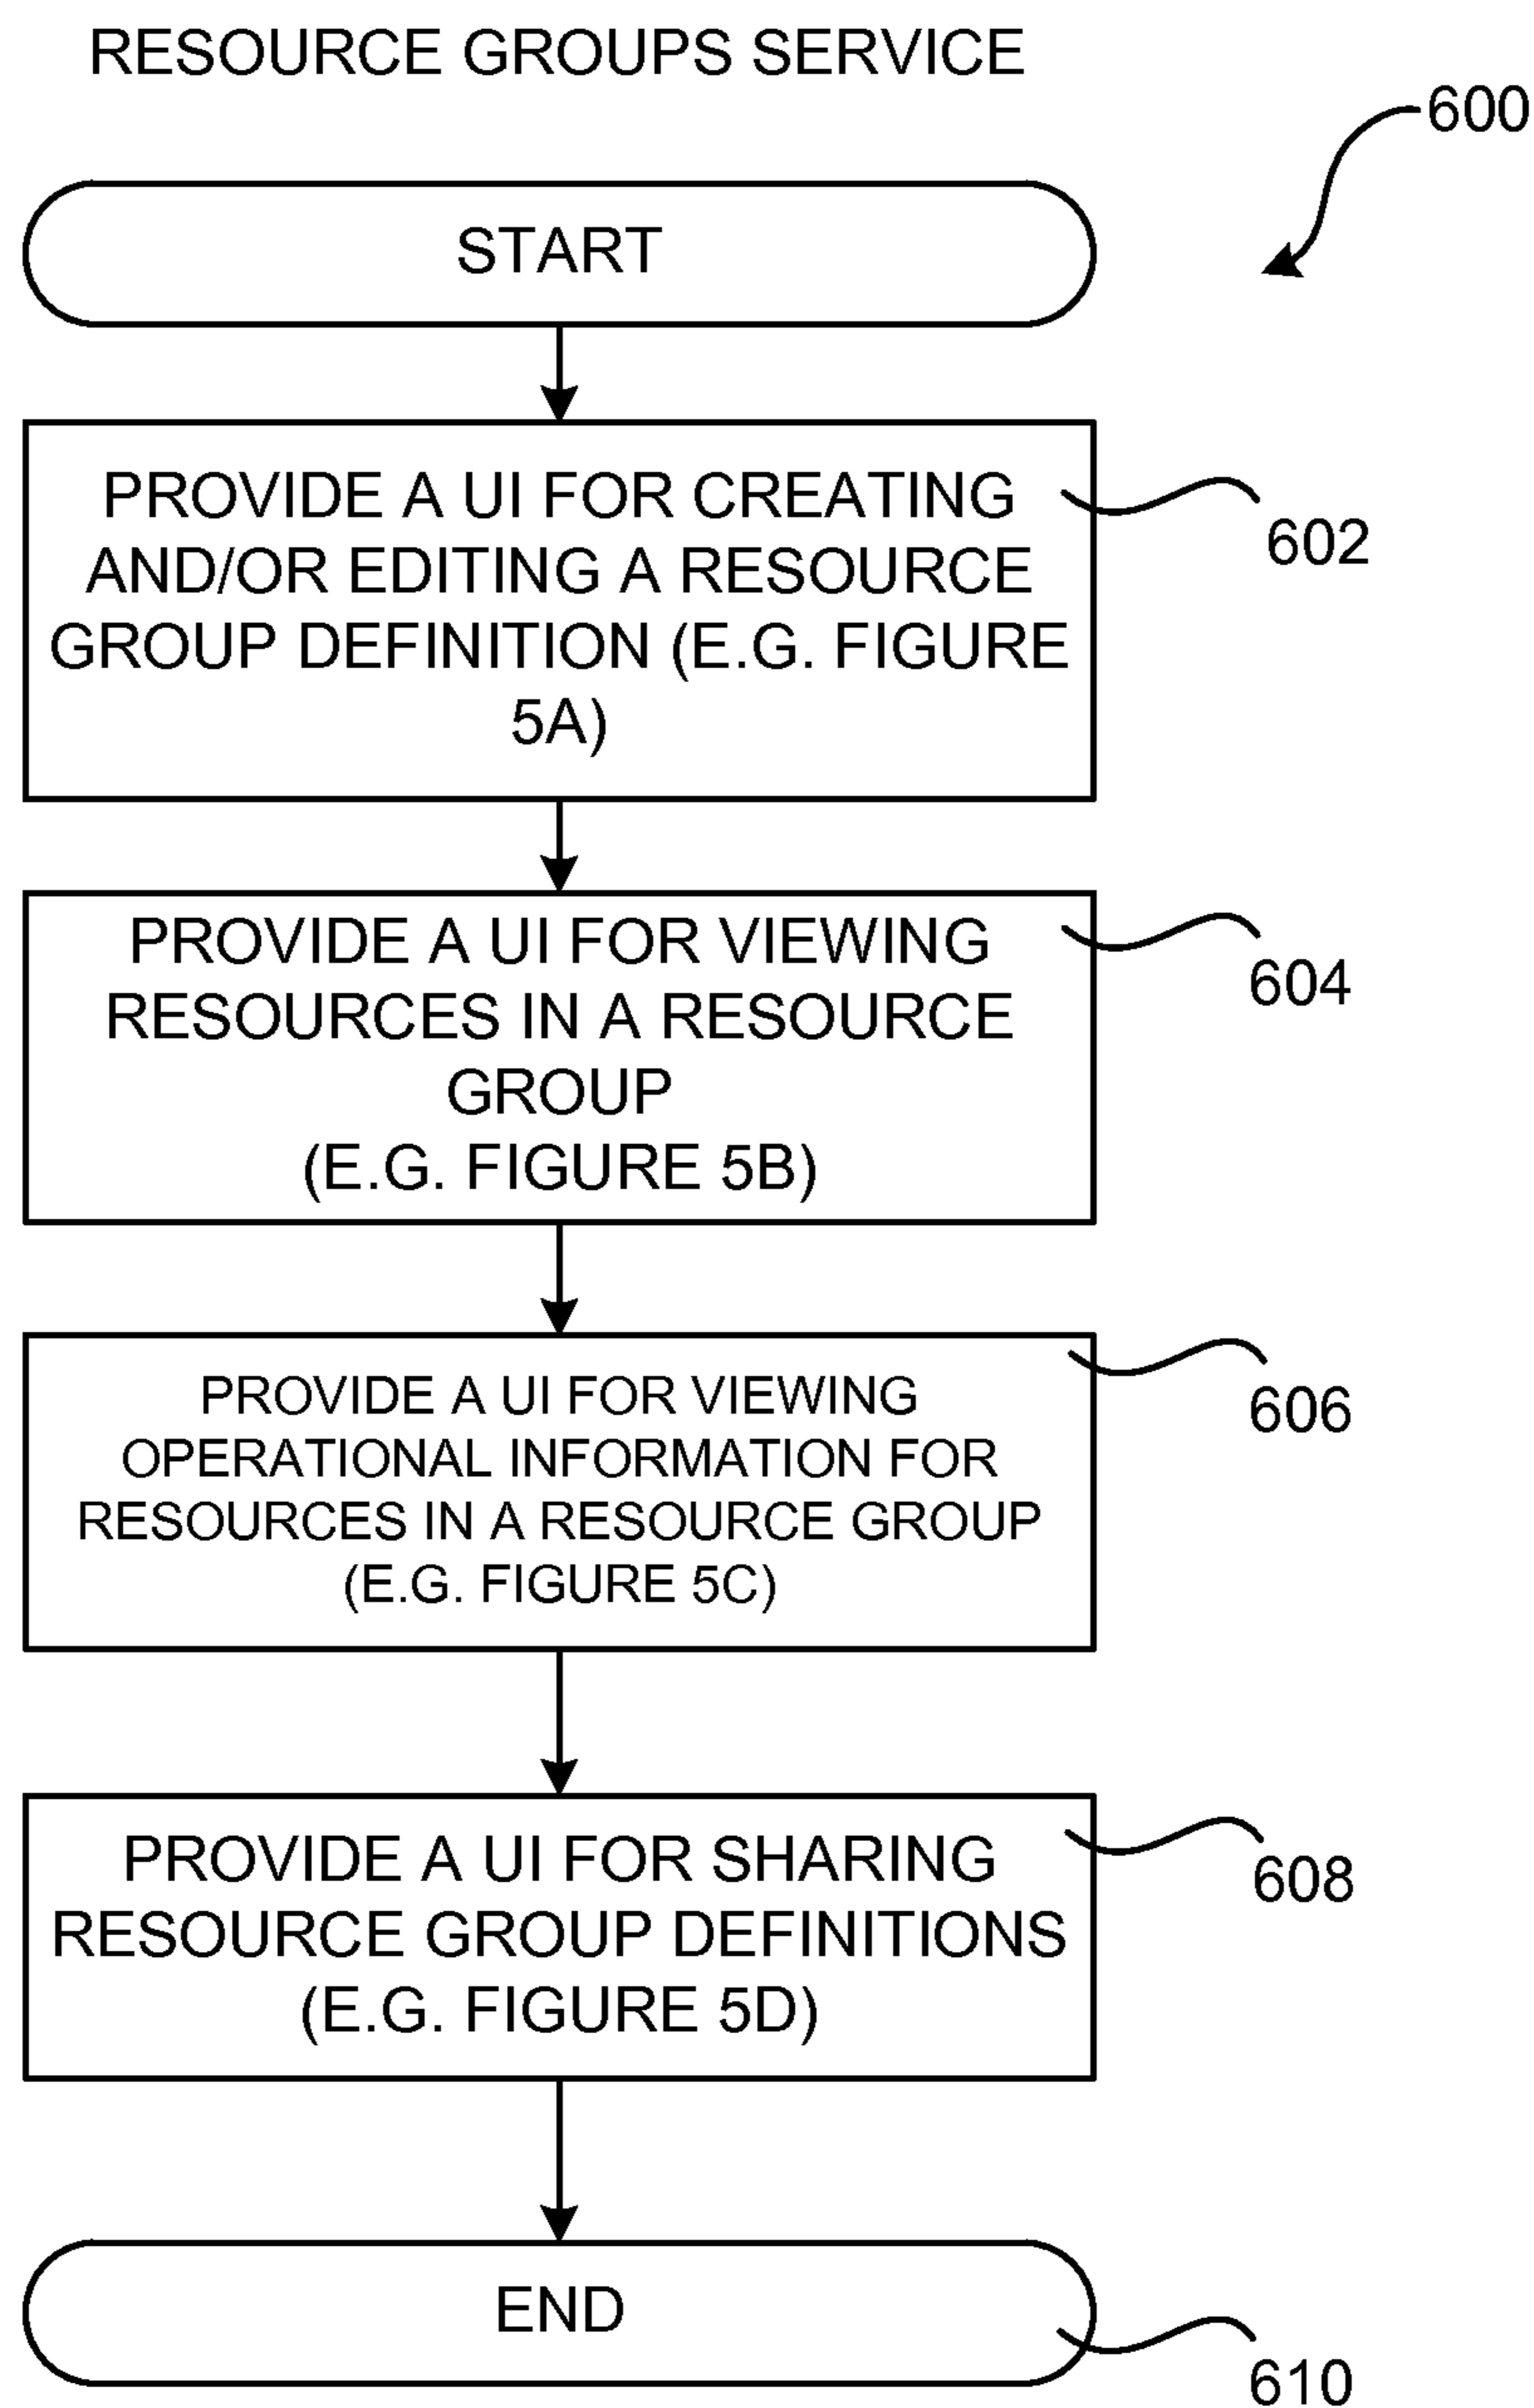 RESOURCE GROUPS SERVICE
600
START
PROVIDE A UI FOR CREATING
AND/OR EDITING A RESOURCE
GROUP DEFINITION (E.G. FIGURE
5A)
602
PROVIDE A UI FOR VIEWING
RESOURCES IN A RESOURCE
GROUP
(E.G. FIGURE 5B)
604
PROVIDE A UI FOR VIEWING
OPERATIONAL INFORMATION FOR
RESOURCES IN A RESOURCE GROUP
(E.G. FIGURE 5C)
606
PROVIDE A UI FOR SHARING
RESOURCE GROUP DEFINITIONS
(E.G. FIGURE 5D)
608
END
610